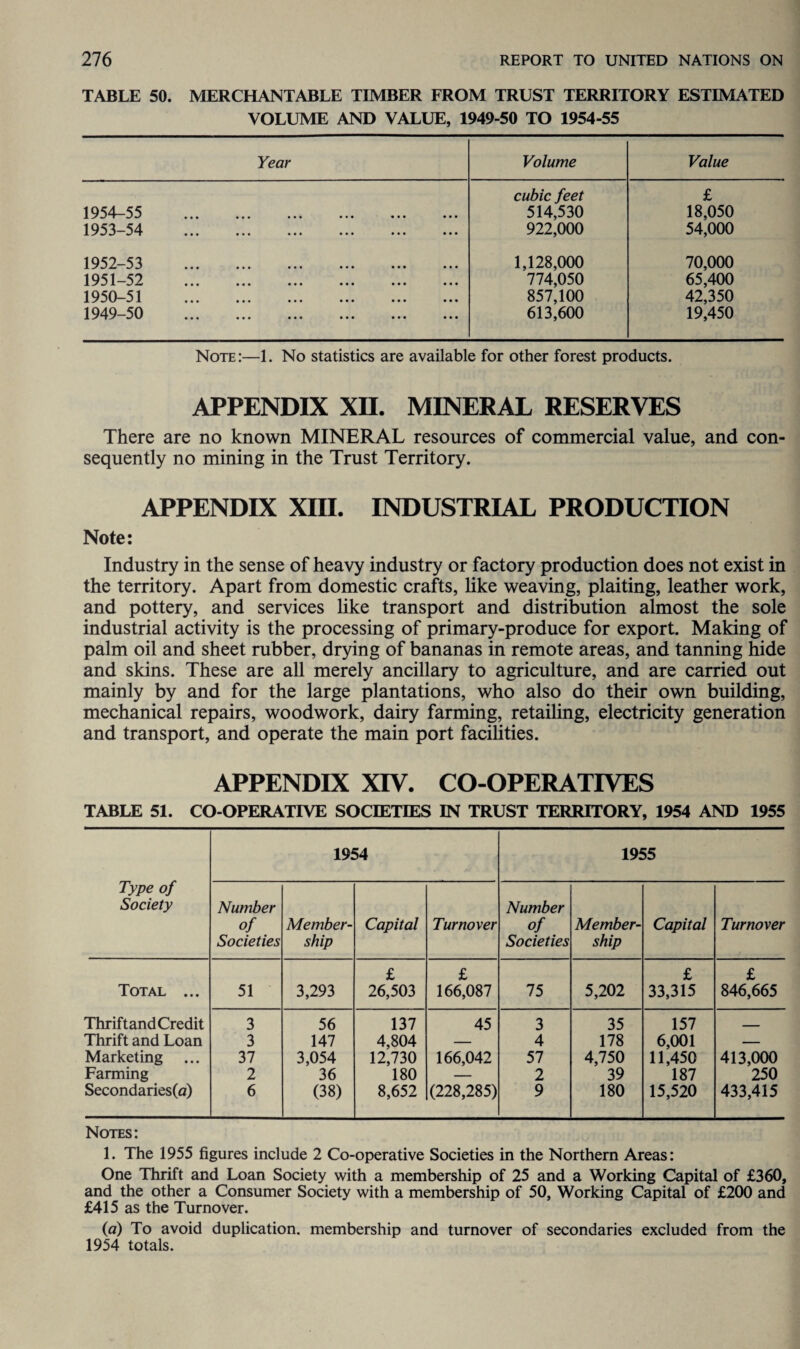 276 REPORT TO UNITED NATIONS ON
TABLE 50. MERCHANTABLE TIMBER FROM TRUST TERRITORY ESTIMATED
VOLUME AND VALUE, 1949-50 TO 1954-55
Year Volume Value
cubic feet £
1954-55 ... ... ... ... ... ... 514,530 18,050
1953-54 ... ... ... ... ... ... 922,000 54,000
1952-53 ... ... ... ... ... ... 1,128,000 70,000
1951-52 ... ... ... ... ... ... 774,050 65,400
1950-51 ... ... ... ... ... ... 857,100 42,350
1949-50 ... ... ... ... ... ... 613,600 19,450
NOTE:—1. No statistics are available for other forest products.
APPENDIX XII. MINERAL RESERVES
There are no known MINERAL resources of commercial value, and con-
sequently no mining in the Trust Territory.
APPENDIX XIII. INDUSTRIAL PRODUCTION
Note:
Industry in the sense of heavy industry or factory production does not exist in
the territory. Apart from domestic crafts, like weaving, plaiting, leather work,
and pottery, and services like transport and distribution almost the sole
industrial activity is the processing of primary-produce for export. Making of
palm oil and sheet rubber, drying of bananas in remote areas, and tanning hide
and skins. These are all merely ancillary to agriculture, and are carried out
mainly by and for the large plantations, who also do their own building,
mechanical repairs, woodwork, dairy farming, retailing, electricity generation
and transport, and operate the main port facilities.
APPENDIX XIV. CO-OPERATIVES
TABLE 51. CO-OPERATIVE SOCIETIES IN TRUST TERRITORY, 1954 AND 1955
Type of Society 1954 1955
Number of Societies Member-ship Capital Turnover Number of Societies Member-ship Capital Turnover
£ £ £ £
TOTAL ... 51 3,293 26,503 166,087 75 5,202 33,315 846,665
Thrift and Credit 3 56 137 45 3 35 157 —
Thrift and Loan 3 147 4,804 — 4 178 6,001 —
Marketing ... 37 3,054 12,730 166,042 57 4,750 11,450 413,000
Farming 2 36 180 — 2 39 187 250
Secondaries(a) 6 (38) 8,652 (228,285) 9 180 15,520 433,415
NOTES:
1. The 1955 figures include 2 Co-operative Societies in the Northern Areas:
One Thrift and Loan Society with a membership of 25 and a Working Capital of £360,
and the other a Consumer Society with a membership of 50, Working Capital of £200 and
£415 as the Turnover.
(a) To avoid duplication. membership and turnover of secondaries excluded from the
1954 totals.